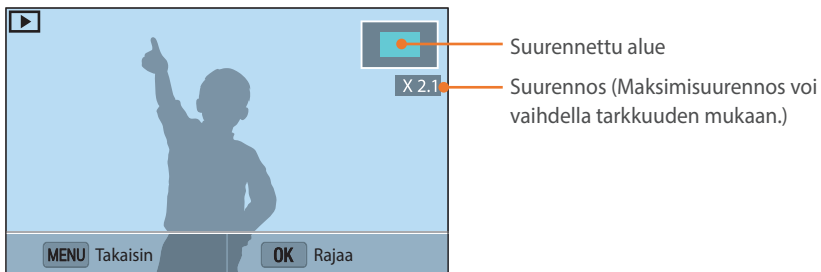 Suurennettu alue
X 2.1
Suurennos (Maksimisuurennos voi
vaihdella tarkkuuden mukaan.)
MENU Takaisin
OK Rajaa